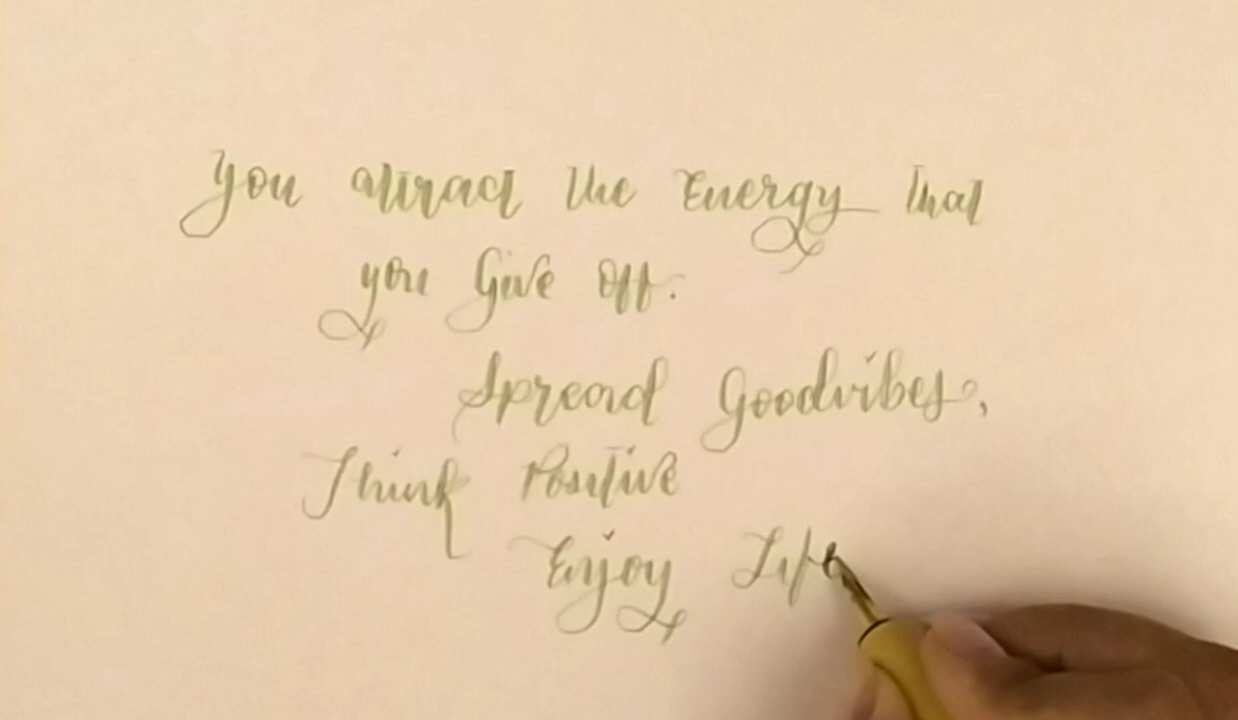 you attract the Energy that
you Give Off.
Spread Goodvibes,
Think Positive
Enjoy Life